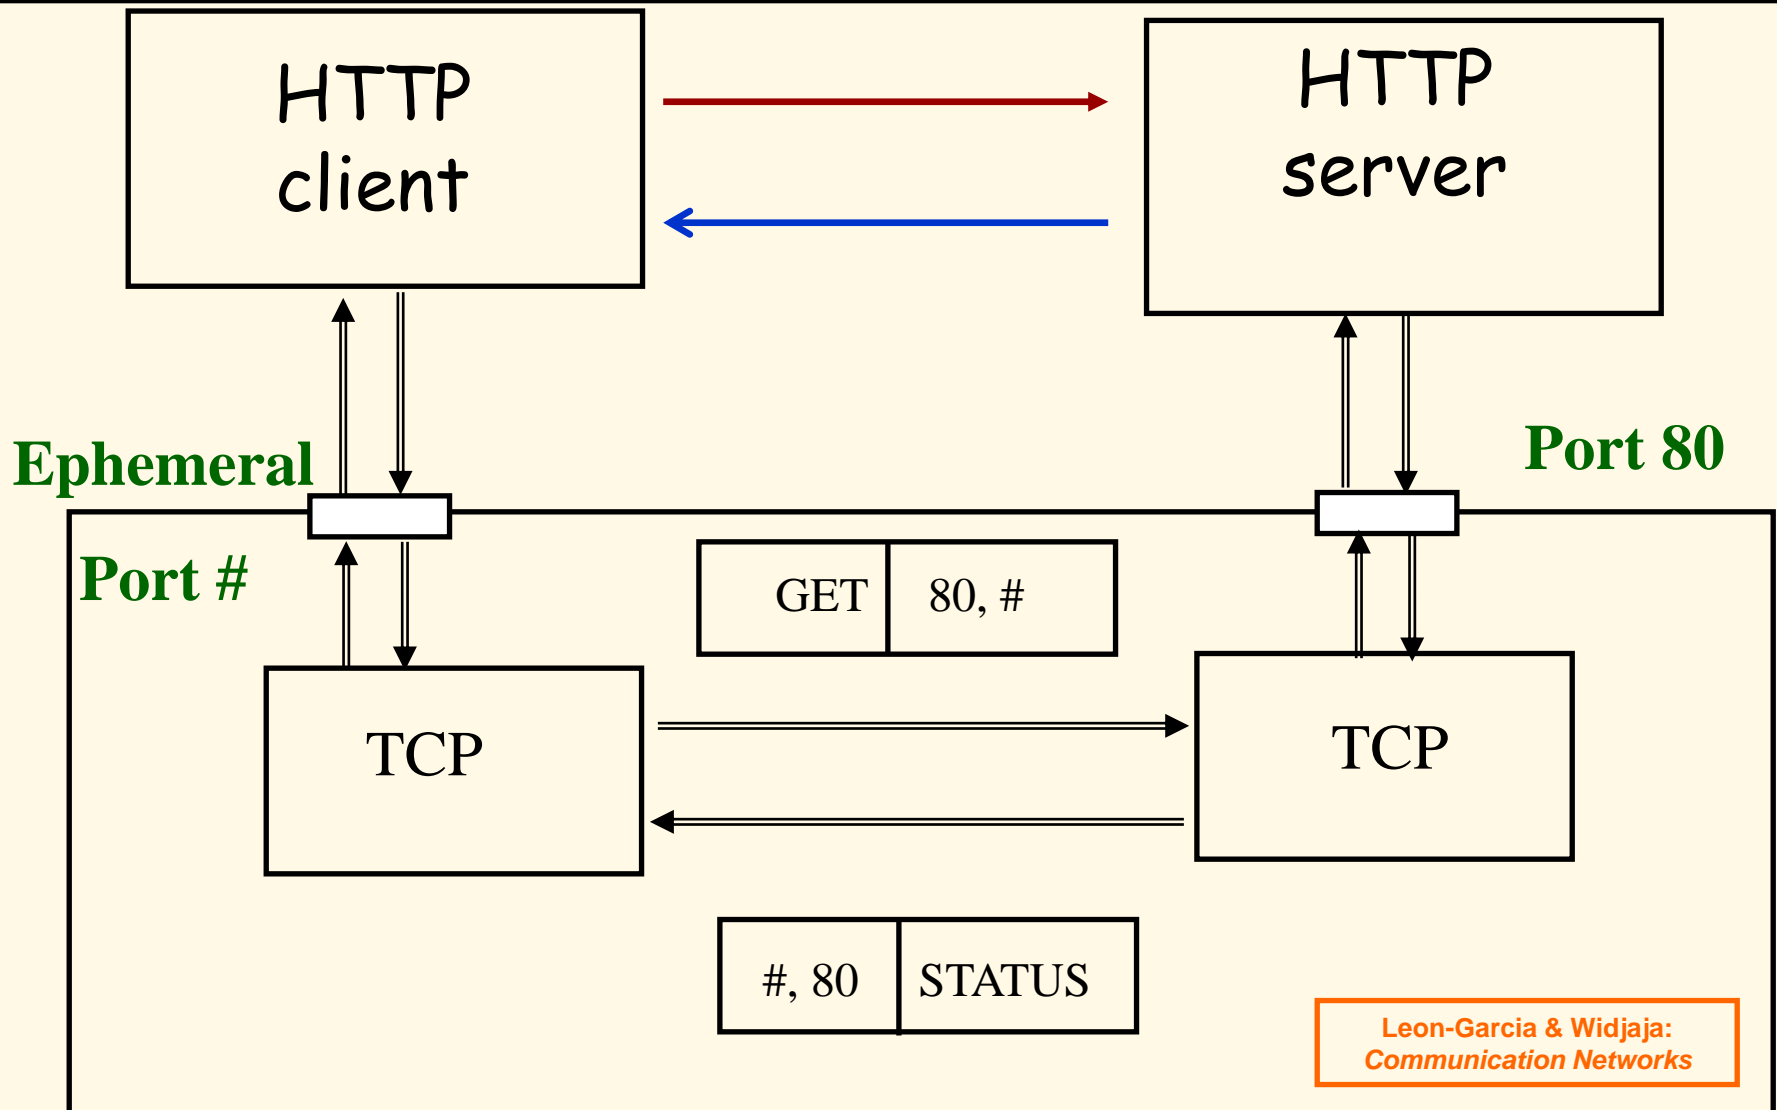 HTTP
client
HTTP
server
Ephemeral
Port #
Port 80
GET
80, #
TCP
TCP
#, 80
STATUS
Leon-Garcia & Widjaja:
Communication Networks